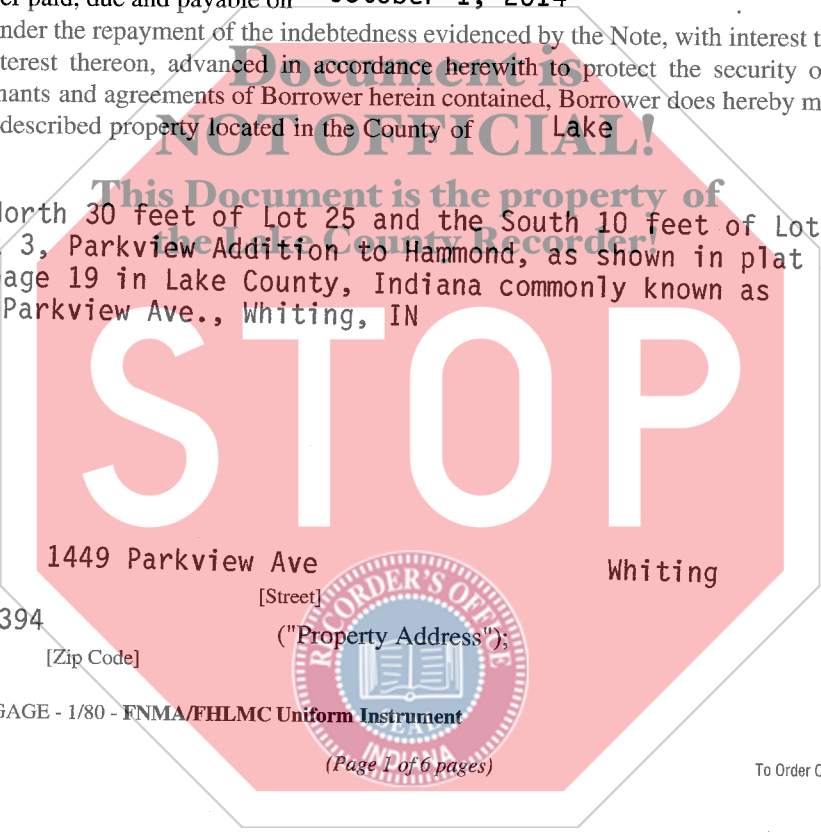 er paid, due and payable on October 1, 2014
nder the repayment of the indebtedness evidenced by the Note, with interest t
Document is
terest thereon, advanced in accordance herewith to protect the security o
nants and agreements of Borrower herein contained, Borrower does hereby m
described property located in the County of Lake
NOT OFFICIAL!
This Document is the property of
North 30 feet of Lot 25 and the South 10 feet of Lot
the Lake County Recorder!
3, Parkview Addition to Hammond, as shown in plat
age 19 in Lake County, Indiana commonly known as
Parkview Ave., Whiting, IN
STOP
1449 Parkview Ave Whiting
[Street]
394
("Property Address");
[Zip Code]
RECORDER'S OFFICE
SEAL
INDIANA
GAGE - 1/80 - FNMA/FHLMC Uniform Instrument
(Page 1 of 6 pages)
To Order C